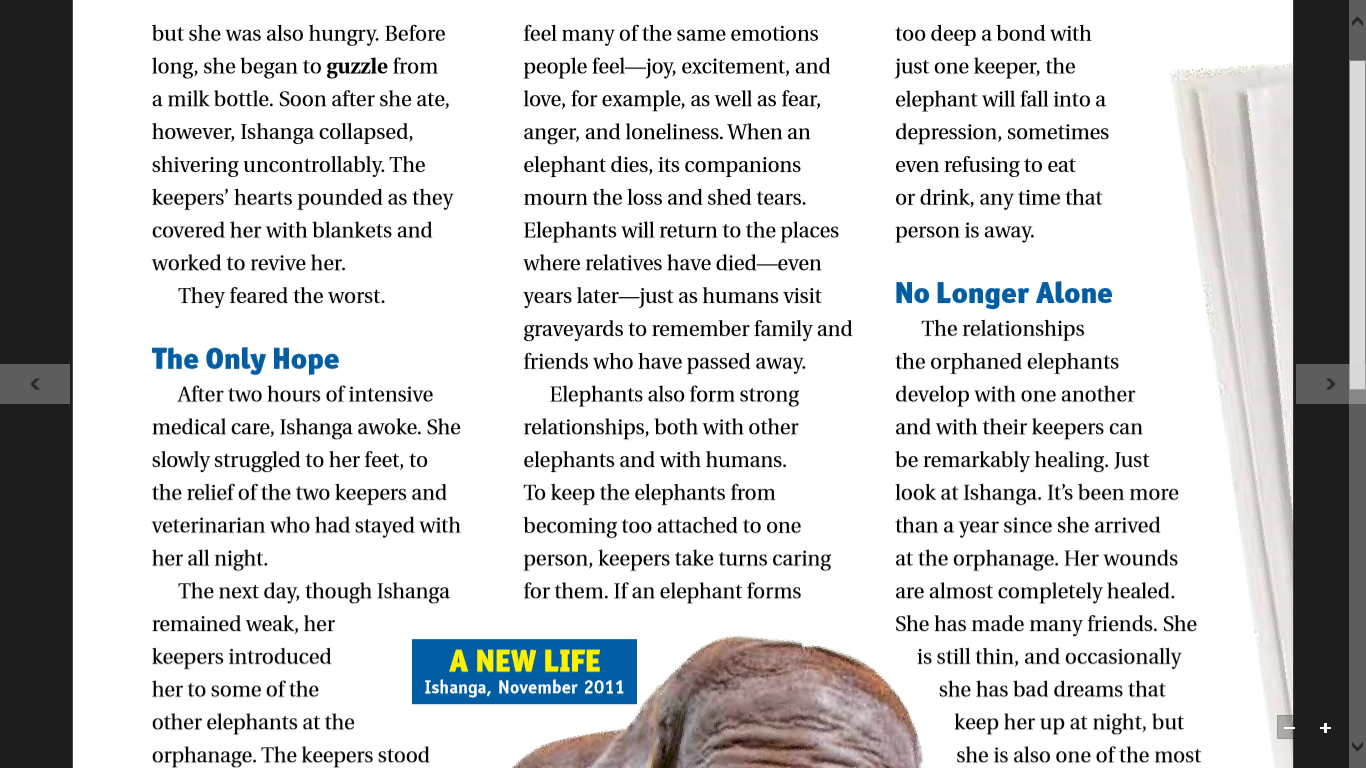 but she was also hungry. Before
long, she began to guzzle from
a milk bottle. Soon after she ate,
however, Ishanga collapsed,
shivering uncontrollably. The
keepers’ hearts pounded as they
covered her with blankets and
worked to revive her.
They feared the worst.
The Only Hope
After two hours of intensive
medical care, Ishanga awoke. She
slowly struggled to her feet, to
the relief of the two keepers and
veterinarian who had stayed with
her all night.
The next day, though Ishanga
remained weak, her
keepers introduced
her to some of the
other elephants at the
orphanage. The keepers stood
feel many of the same emotions
people feel—joy, excitement, and
love, for example, as well as fear,
anger, and loneliness. When an
elephant dies, its companions
mourn the loss and shed tears.
Elephants will return to the places
where relatives have died—even
years later—just as humans visit
graveyards to remember family and
friends who have passed away.
Elephants also form strong
relationships, both with other
elephants and with humans.
To keep the elephants from
becoming too attached to one
person, keepers take turns caring
for them. If an elephant forms
A NEW LIFE
Ishanga, November 2011
too deep a bond with
just one keeper, the
elephant will fall into a
depression, sometimes
even refusing to eat
or drink, any time that
person is away.
No Longer Alone
The relationships
the orphaned elephants
develop with one another
and with their keepers can
be remarkably healing. Just
look at Ishanga. It’s been more
than a year since she arrived
at the orphanage. Her wounds
are almost completely healed.
She has made many friends. She
is still thin, and occasionally
she has bad dreams that
keep her up at night, but
she is also one of the most